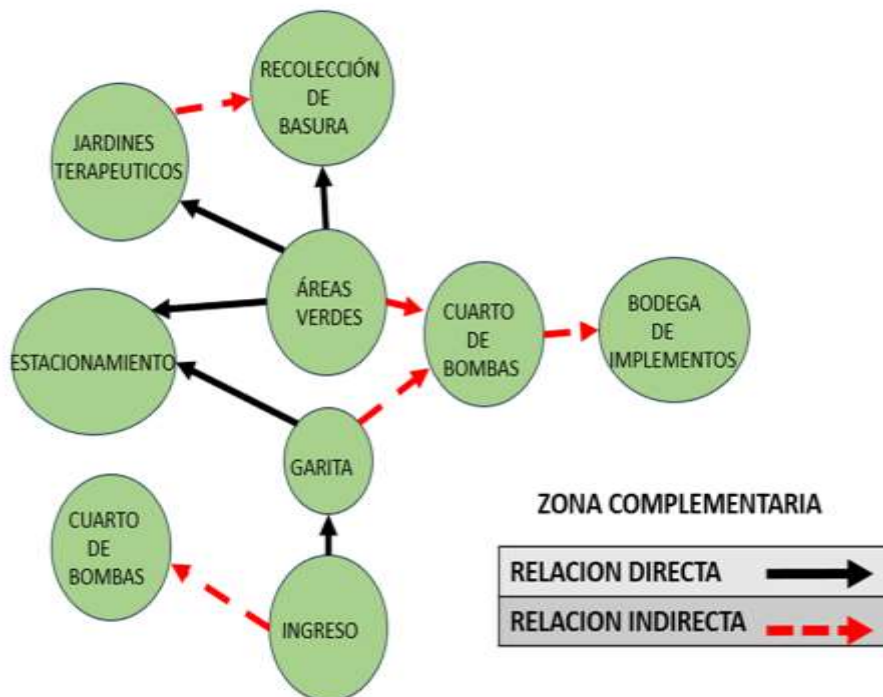 RECOLECCIÓN
DE
BASURA
JARDINES
TERAPEUTICOS
ÁREAS
VERDES
CUARTO
DE
BOMBAS
BODEGA
DE
IMPLEMENTOS
ESTACIONAMIENTO
GARITA
CUARTO
DE
BOMBAS
INGRESO
ZONA COMPLEMENTARIA
RELACION DIRECTA
RELACION INDIRECTA